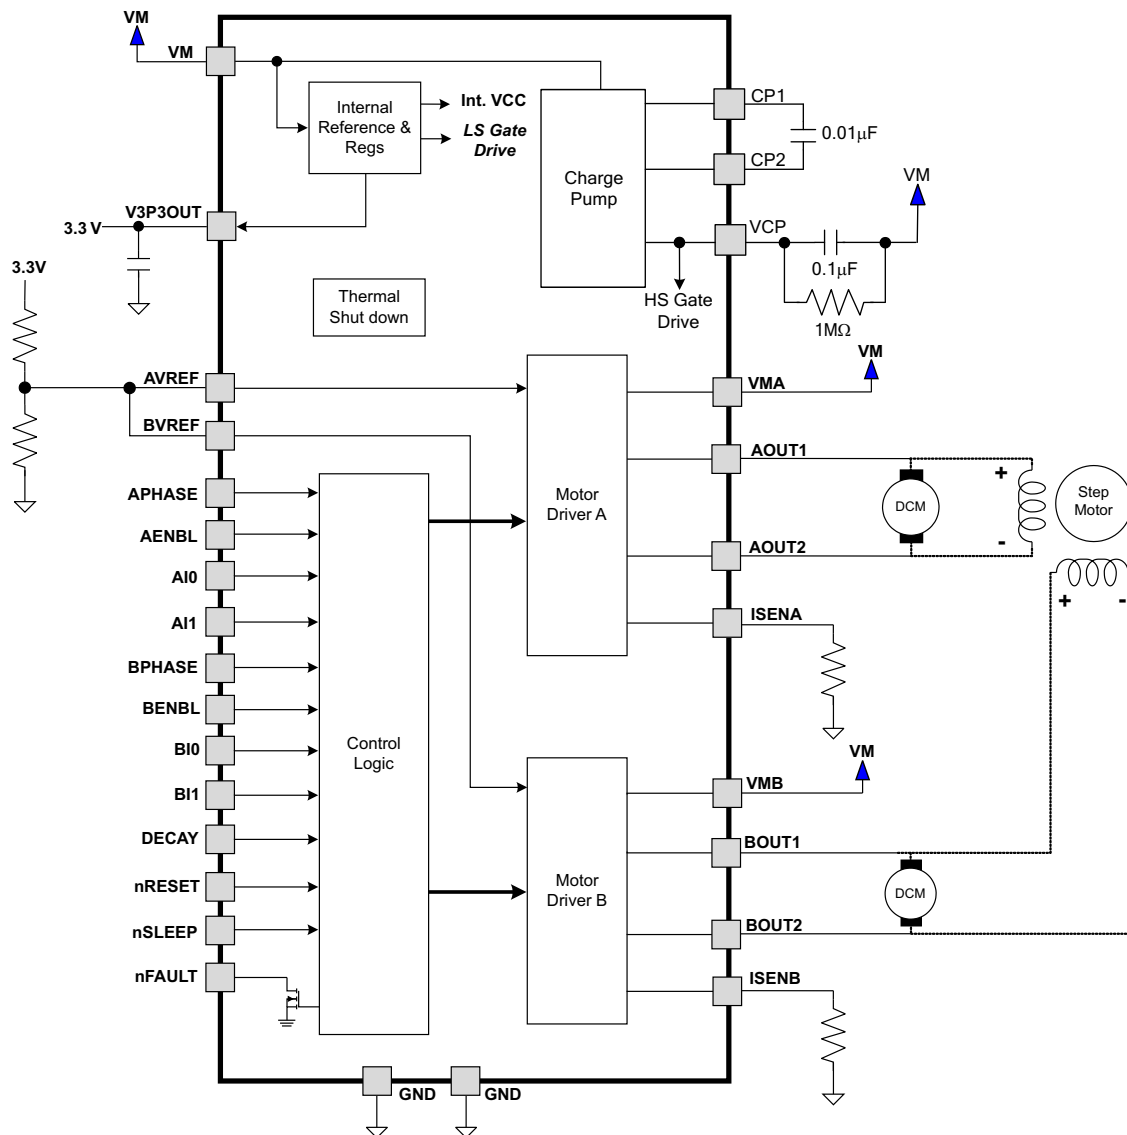 VM
VM
Internal
Reference &
Regs
Int. VCC
LS Gate
Drive
Charge
Pump
CP1
0.01µF
CP2
VM
VCP
0.1µF
1MΩ
HS Gate
Drive
V3P3OUT
3.3 V
3.3V
Thermal
Shut down
AVREF
BVREF
APHASE
AENBL
AI0
AI1
BPHASE
BENBL
BI0
BI1
DECAY
nRESET
nSLEEP
nFAULT
Control
Logic
Motor
Driver A
VM
VMA
AOUT1
DCM
+
-
Step
Motor
AOUT2
+
-
ISENA
Motor
Driver B
VM
VMB
BOUT1
DCM
BOUT2
ISENB
GND
GND